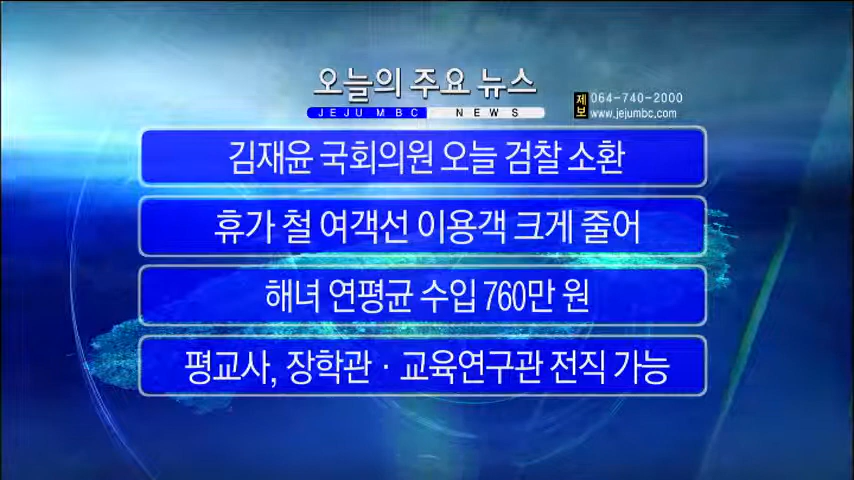 오늘의 주요 뉴스
JEJU MBC NEWS
제보 064-740-2000
www.jejumbc.com
김재윤 국회의원 오늘 검찰 소환
휴가 철 여객선 이용객 크게 줄어
해녀 연평균 수입 760만 원
평교사, 장학관·교육연구관 전직 가능